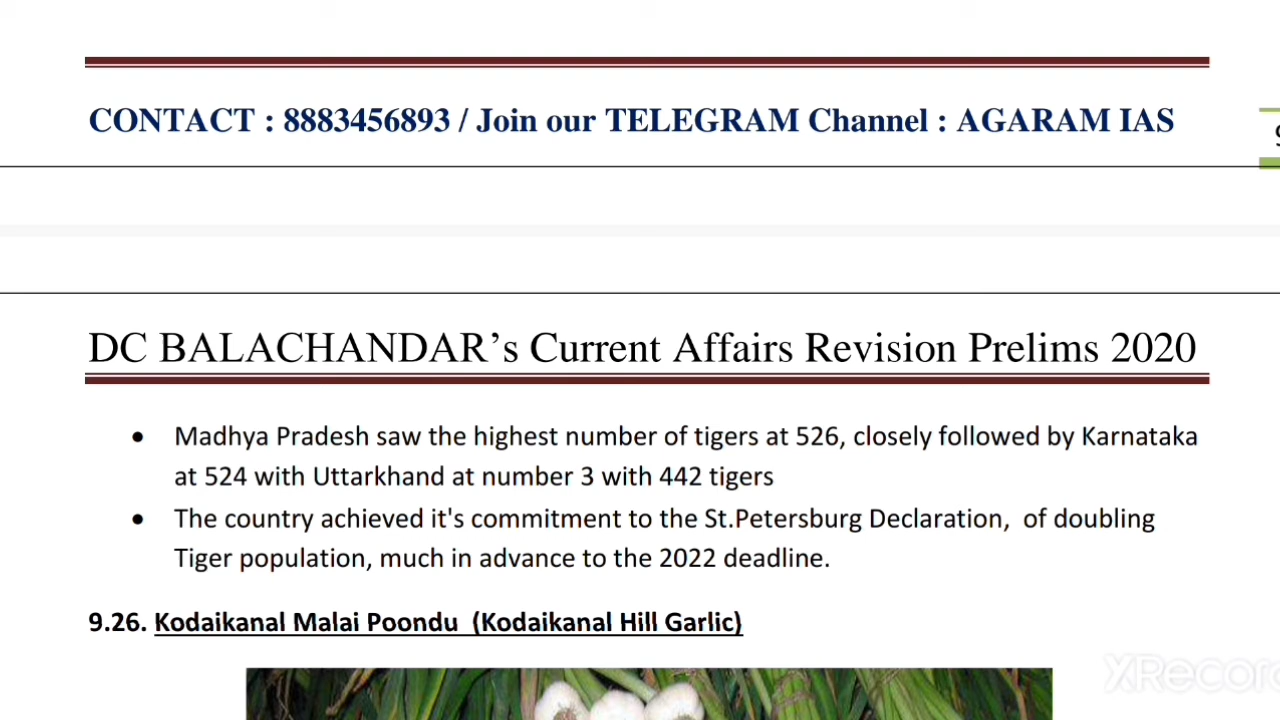 CONTACT : 8883456893 / Join our TELEGRAM Channel : AGARAM IAS
DC BALACHANDAR’s Current Affairs Revision Prelims 2020
• Madhya Pradesh saw the highest number of tigers at 526, closely followed by Karnataka
at 524 with Uttarkhand at number 3 with 442 tigers
• The country achieved it's commitment to the St.Petersburg Declaration, of doubling
Tiger population, much in advance to the 2022 deadline.
9.26. Kodaikanal Malai Poondu (Kodaikanal Hill Garlic)